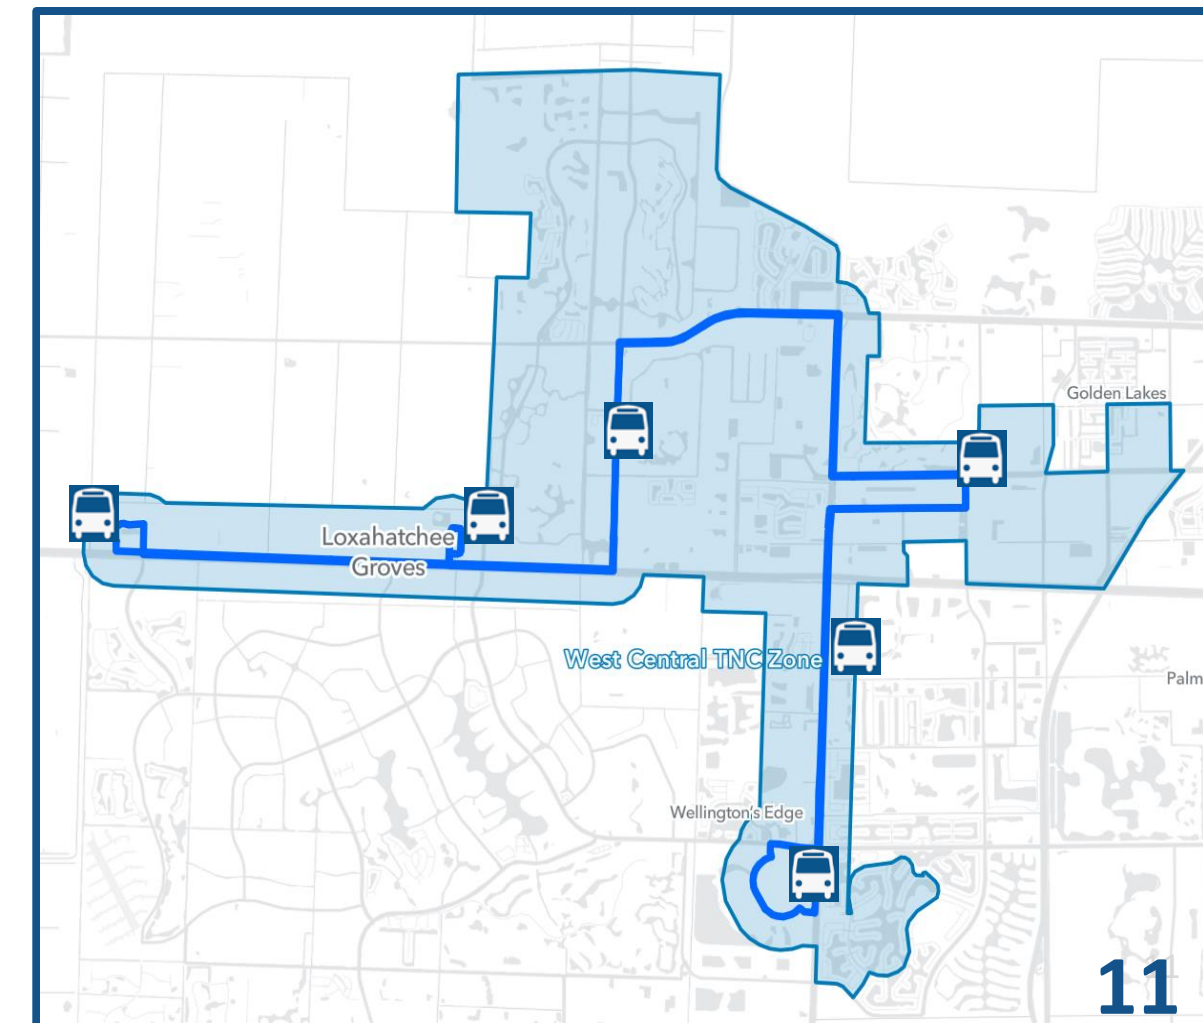 Golden Lakes
Loxahatchee
Groves
West Central TNC Zone
Palm
Wellington's Edge
11